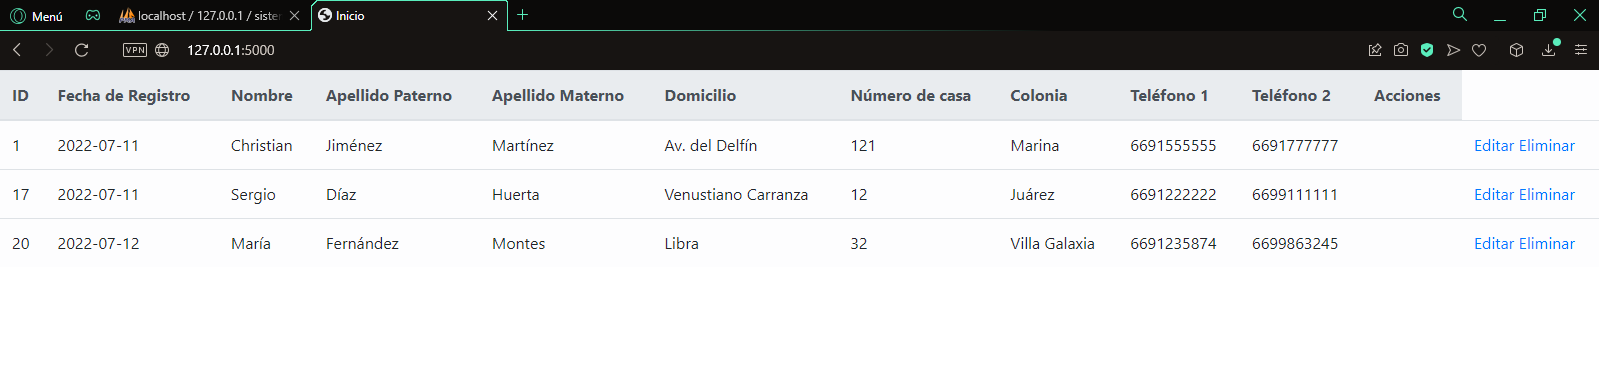 Menú localhost / 127.0.0.1 / sister Inicio
VPN 127.0.0.1:5000
ID Fecha de Registro Nombre Apellido Paterno Apellido Materno Domicilio Número de casa Colonia Teléfono 1 Teléfono 2 Acciones
1 2022-07-11 Christian Jiménez Martínez Av. del Delfín 121 Marina 6691555555 6691777777 Editar Eliminar
17 2022-07-11 Sergio Díaz Huerta Venustiano Carranza 12 Juárez 6691222222 6699111111 Editar Eliminar
20 2022-07-12 María Fernández Montes Libra 32 Villa Galaxia 6691235874 6699863245 Editar Eliminar